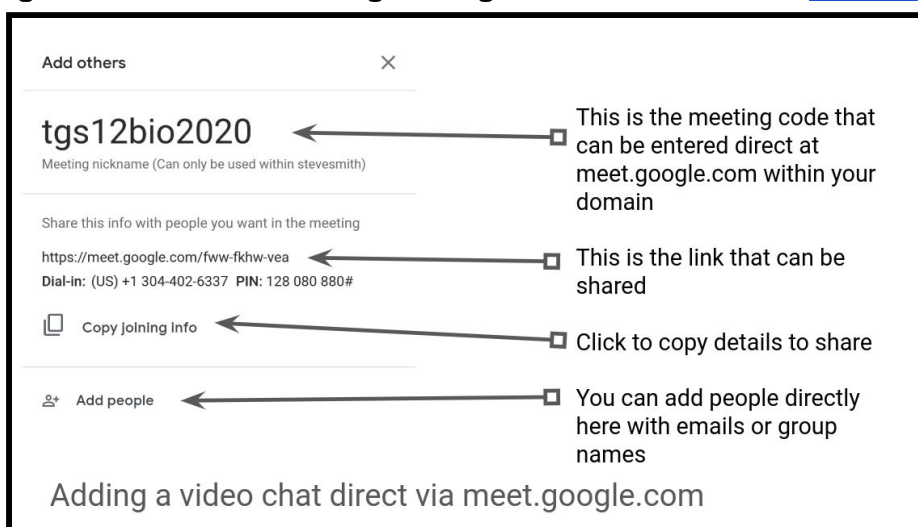 Add others
tgs12bio2020
Meeting nickname (Can only be used within stevesmith)
Share this info with people you want in the meeting
https://meet.google.com/fww-fkhw-vea
Dial-in: (US) +1 304-402-6337 PIN: 128 080 880#
Copy joining info
Add people
This is the meeting code that
can be entered direct at
meet.google.com within your
domain
This is the link that can be
shared
Click to copy details to share
You can add people directly
here with emails or group
names
Adding a video chat direct via meet.google.com